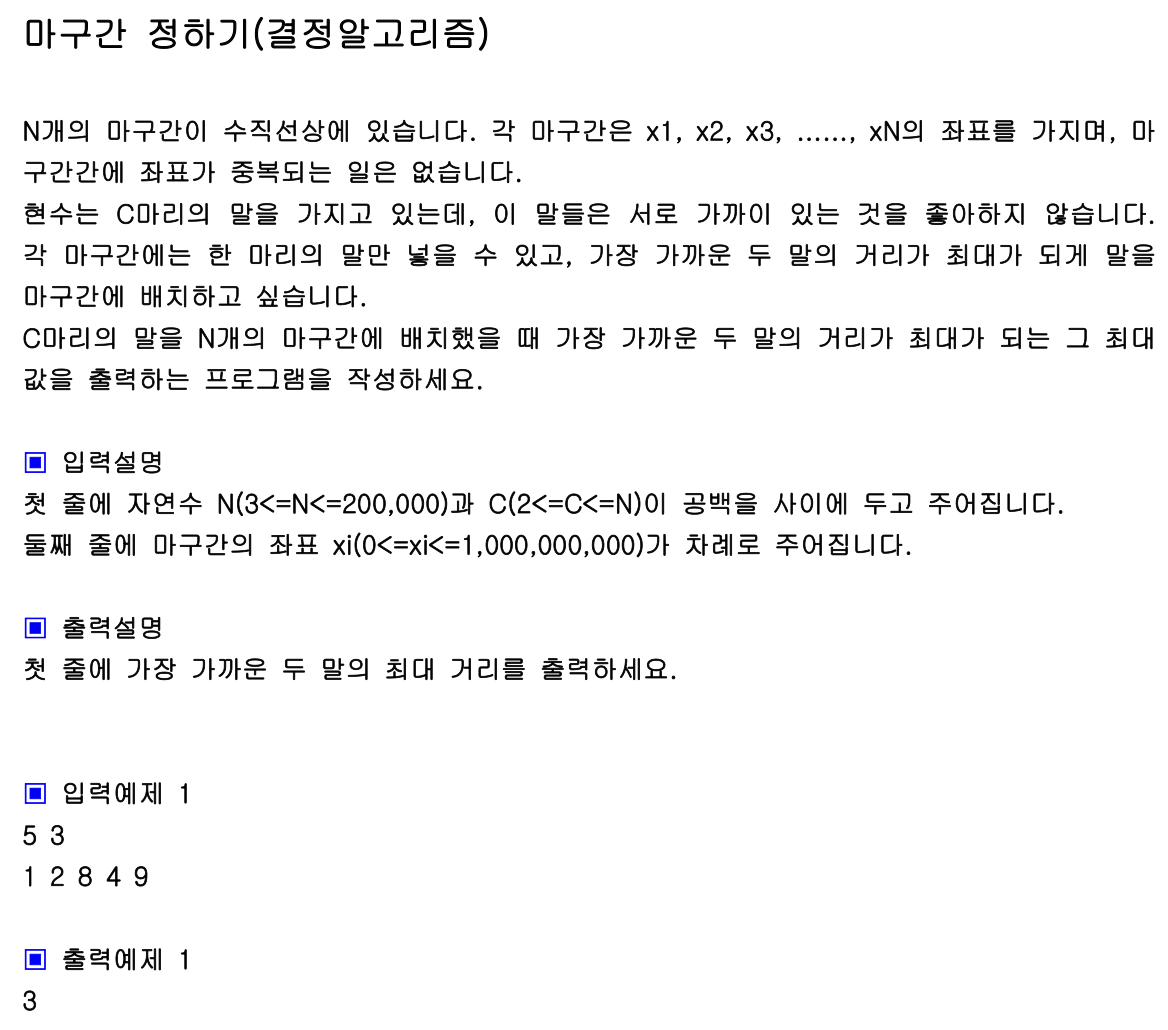 마구간 정하기(결정알고리즘)
N개의 마구간이 수직선상에 있습니다. 각 마구간은 x1, x2, x3, ......, xN의 좌표를 가지며, 마
구간간에 좌표가 중복되는 일은 없습니다.
현수는 C마리의 말을 가지고 있는데, 이 말들은 서로 가까이 있는 것을 좋아하지 않습니다.
각 마구간에는 한 마리의 말만 넣을 수 있고, 가장 가까운 두 말의 거리가 최대가 되게 말을
마구간에 배치하고 싶습니다.
C마리의 말을 N개의 마구간에 배치했을 때 가장 가까운 두 말의 거리가 최대가 되는 그 최대
값을 출력하는 프로그램을 작성하세요.
▣ 입력설명
첫 줄에 자연수 N(3<=N<=200,000)과 C(2<=C<=N)이 공백을 사이에 두고 주어집니다.
둘째 줄에 마구간의 좌표 xi(0<=xi<=1,000,000,000)가 차례로 주어집니다.
▣ 출력설명
첫 줄에 가장 가까운 두 말의 최대 거리를 출력하세요.
▣ 입력예제 1
5 3
1 2 8 4 9
▣ 출력예제 1
3